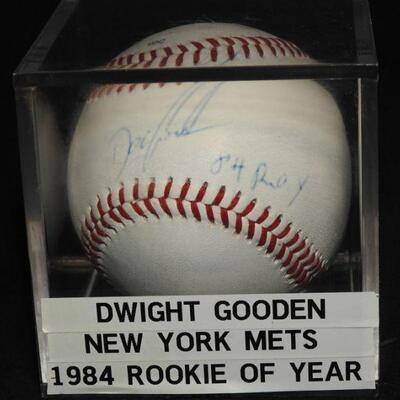 84 ROY
DWIGHT GOODEN
NEW YORK METS
1984 ROOKIE OF YEAR